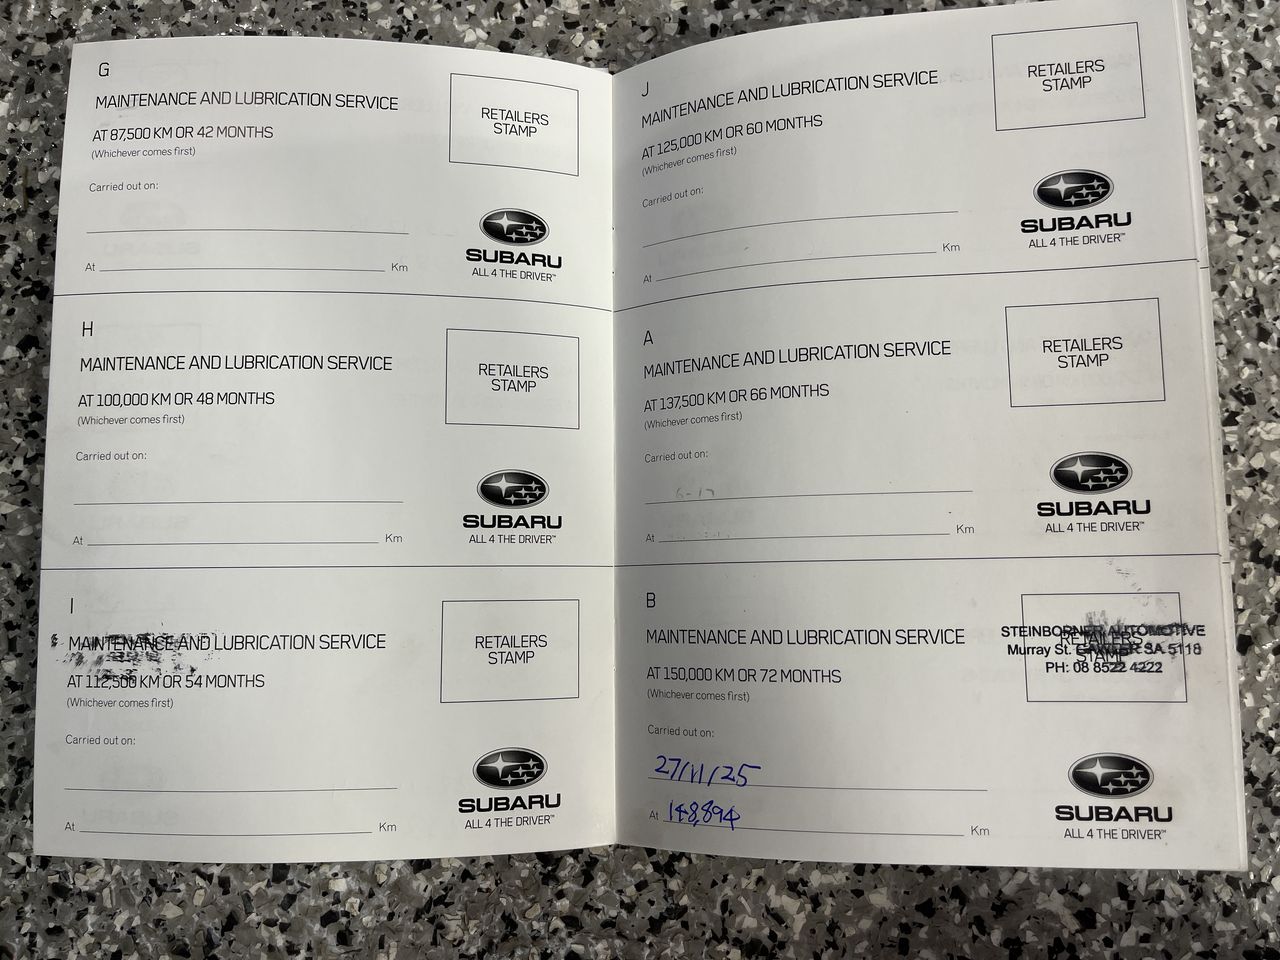 G
MAINTENANCE AND LUBRICATION SERVICE
AT 87,500 KM OR 42 MONTHS
(Whichever comes first)
Carried out on:
At Km
RETAILERS
STAMP
SUBARU
ALL 4 THE DRIVER™
H
MAINTENANCE AND LUBRICATION SERVICE
AT 100,000 KM OR 48 MONTHS
(Whichever comes first)
Carried out on:
At Km
RETAILERS
STAMP
SUBARU
ALL 4 THE DRIVER™
I
MAINTENANCE AND LUBRICATION SERVICE
AT 112,500 KM OR 54 MONTHS
(Whichever comes first)
Carried out on:
At Km
RETAILERS
STAMP
SUBARU
ALL 4 THE DRIVER™
J
MAINTENANCE AND LUBRICATION SERVICE
AT 125,000 KM OR 60 MONTHS
(Whichever comes first)
Carried out on:
At Km
RETAILERS
STAMP
SUBARU
ALL 4 THE DRIVER™
A
MAINTENANCE AND LUBRICATION SERVICE
AT 137,500 KM OR 66 MONTHS
(Whichever comes first)
Carried out on:
At Km
RETAILERS
STAMP
SUBARU
ALL 4 THE DRIVER™
B
MAINTENANCE AND LUBRICATION SERVICE
AT 150,000 KM OR 72 MONTHS
(Whichever comes first)
Carried out on:
27/11/25
At 148,894 Km
RETAILERS
STAMP
STEINBORNER AUTOMOTIVE
Murray St. GAWLER SA 5118
PH: 08 8522 4222
SUBARU
ALL 4 THE DRIVER™